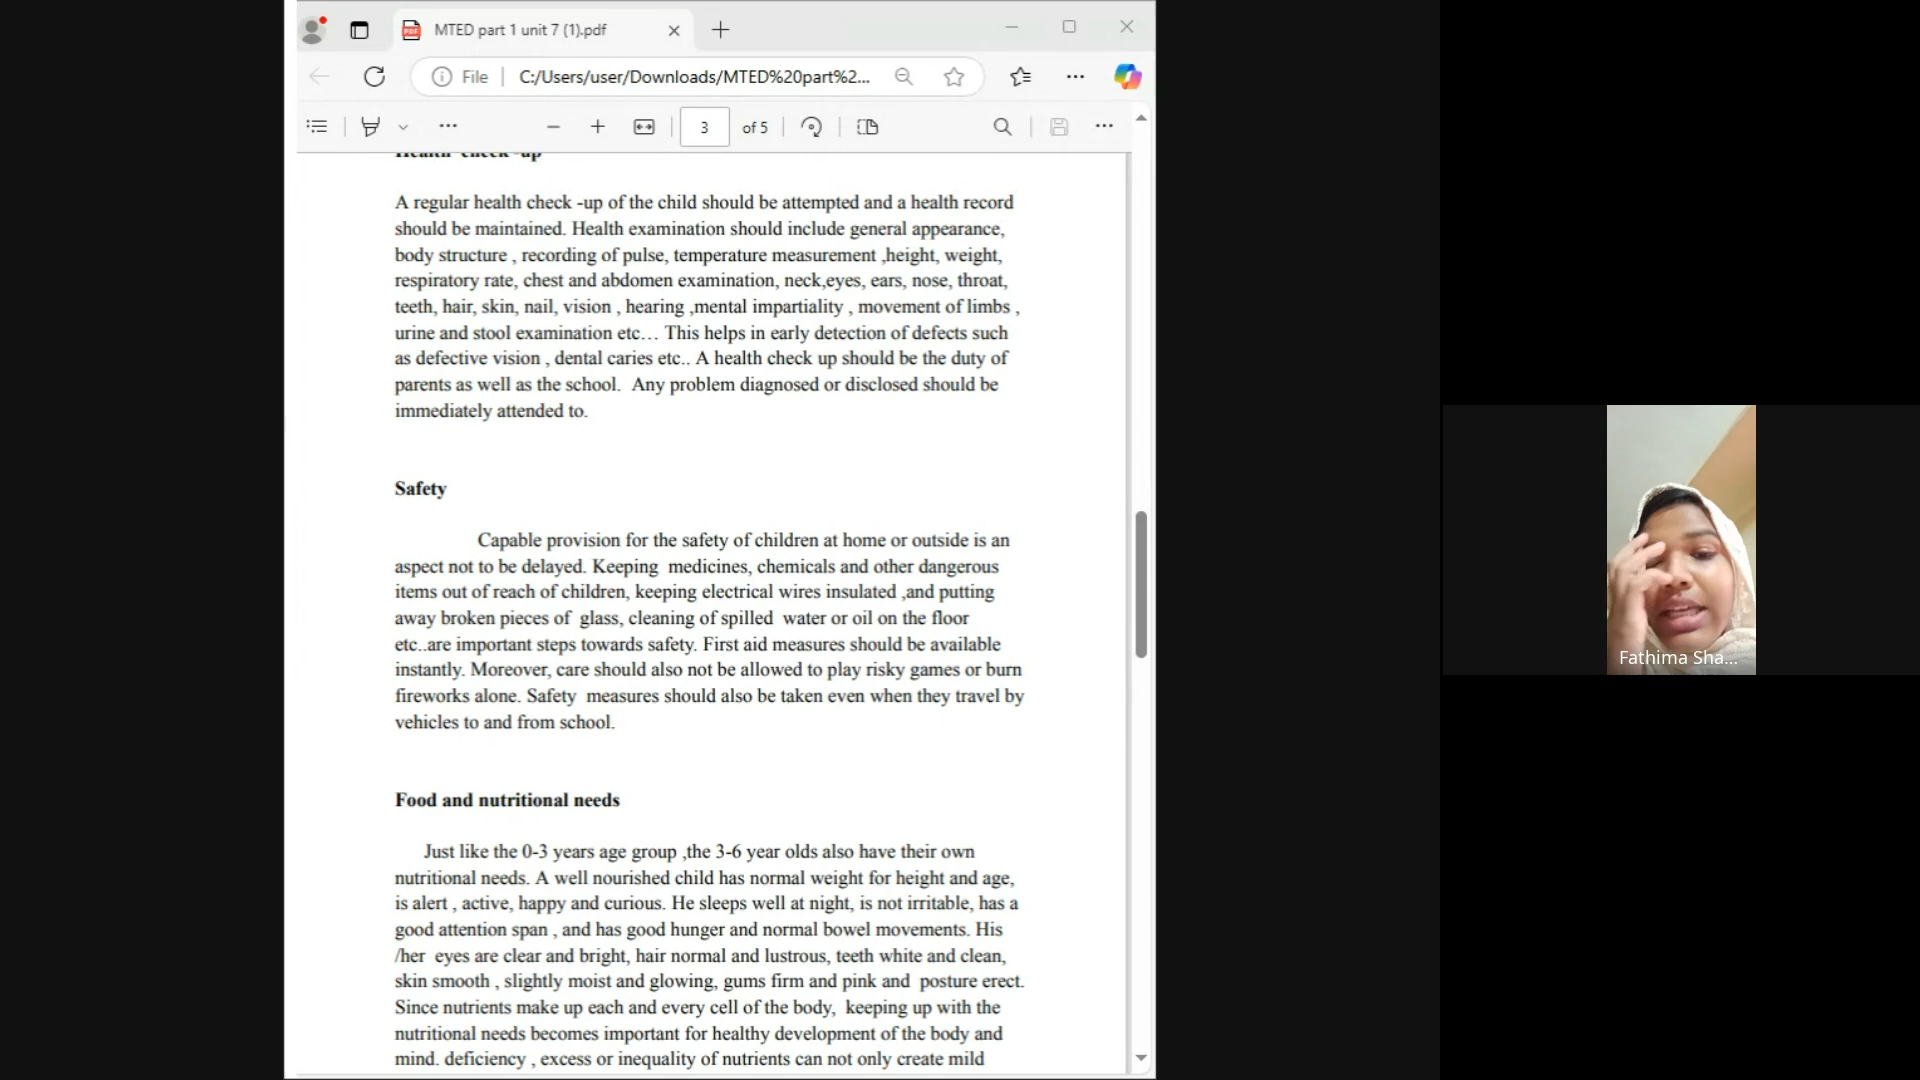 MTED part 1 unit 7 (1).pdf
File
C:/Users/user/Downloads/MTED%20part%2...
3 of 5
Health check -up
A regular health check -up of the child should be attempted and a health record
should be maintained. Health examination should include general appearance,
body structure , recording of pulse, temperature measurement ,height, weight,
respiratory rate, chest and abdomen examination, neck,eyes, ears, nose, throat,
teeth, hair, skin, nail, vision , hearing ,mental impartiality , movement of limbs ,
urine and stool examination etc… This helps in early detection of defects such
as defective vision , dental caries etc.. A health check up should be the duty of
parents as well as the school.  Any problem diagnosed or disclosed should be
immediately attended to.
Safety
Capable provision for the safety of children at home or outside is an
aspect not to be delayed. Keeping  medicines, chemicals and other dangerous
items out of reach of children, keeping electrical wires insulated ,and putting
away broken pieces of  glass, cleaning of spilled  water or oil on the floor
etc..are important steps towards safety. First aid measures should be available
instantly. Moreover, care should also not be allowed to play risky games or burn
fireworks alone. Safety  measures should also be taken even when they travel by
vehicles to and from school.
Food and nutritional needs
Just like the 0-3 years age group ,the 3-6 year olds also have their own
nutritional needs. A well nourished child has normal weight for height and age,
is alert , active, happy and curious. He sleeps well at night, is not irritable, has a
good attention span , and has good hunger and normal bowel movements. His
/her  eyes are clear and bright, hair normal and lustrous, teeth white and clean,
skin smooth , slightly moist and glowing, gums firm and pink and  posture erect.
Since nutrients make up each and every cell of the body,  keeping up with the
nutritional needs becomes important for healthy development of the body and
mind. deficiency , excess or inequality of nutrients can not only create mild
Fathima Sha...